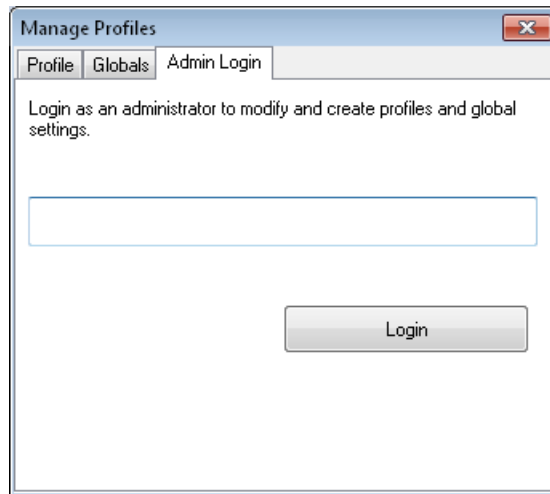 Manage Profiles
Profile Globals Admin Login
Login as an administrator to modify and create profiles and global
settings.
Login